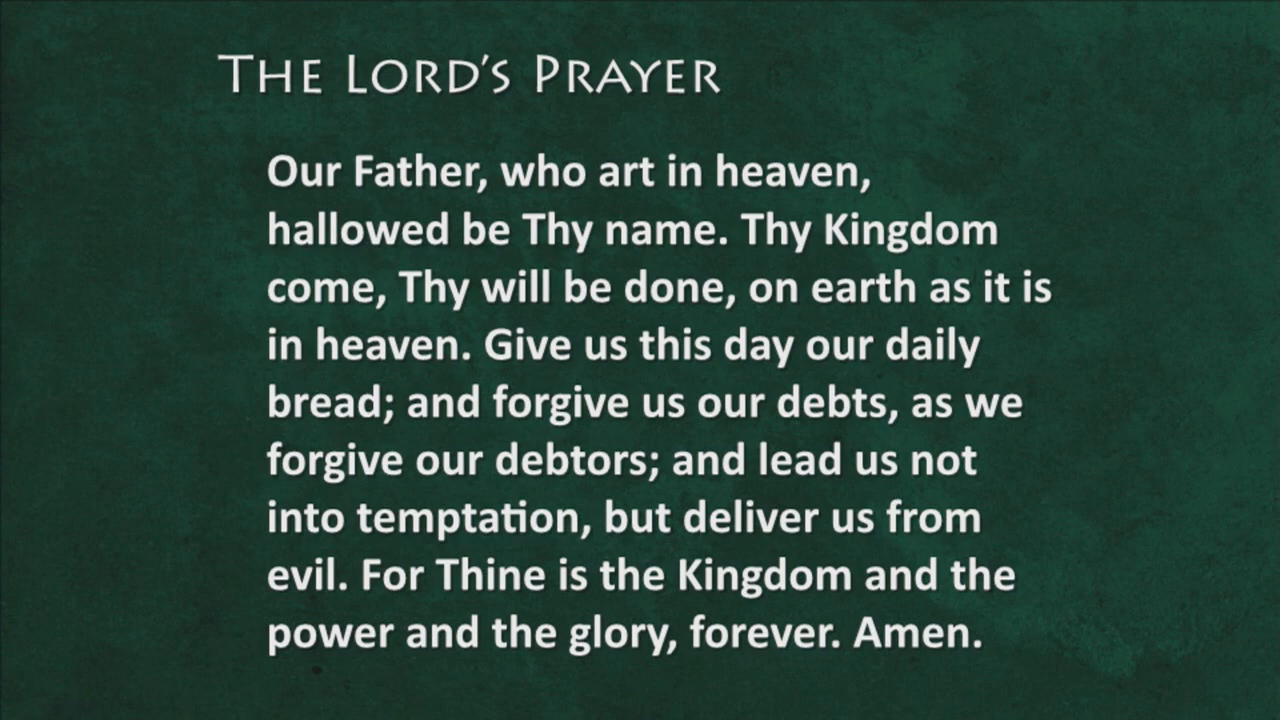 The Lord's Prayer
Our Father, who art in heaven,
hallowed be Thy name. Thy Kingdom
come, Thy will be done, on earth as it is
in heaven. Give us this day our daily
bread; and forgive us our debts, as we
forgive our debtors; and lead us not
into temptation, but deliver us from
evil. For Thine is the Kingdom and the
power and the glory, forever. Amen.